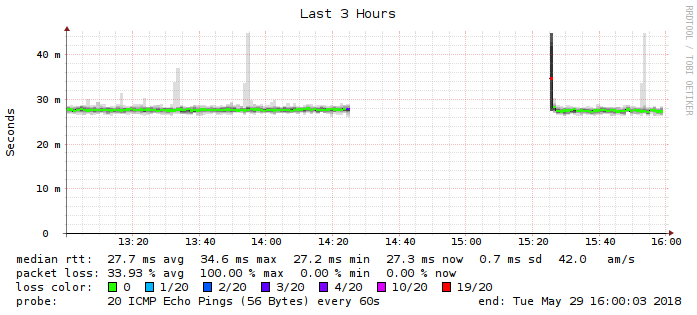 Last 3 Hours
RRDTOOL / TOBI OETIKER
Seconds
40 m
30 m
20 m
10 m
0
13:20 13:40 14:00 14:20 14:40 15:00 15:20 15:40 16:00
median rtt: 27.7 ms avg 34.6 ms max 27.2 ms min 27.3 ms now 0.7 ms sd 42.0 am/s
packet loss: 33.93 % avg 100.00 % max 0.00 % min 0.00 % now
loss color: 0 1/20 2/20 3/20 4/20 10/20 19/20
probe: 20 ICMP Echo Pings (56 Bytes) every 60s end: Tue May 29 16:00:03 2018